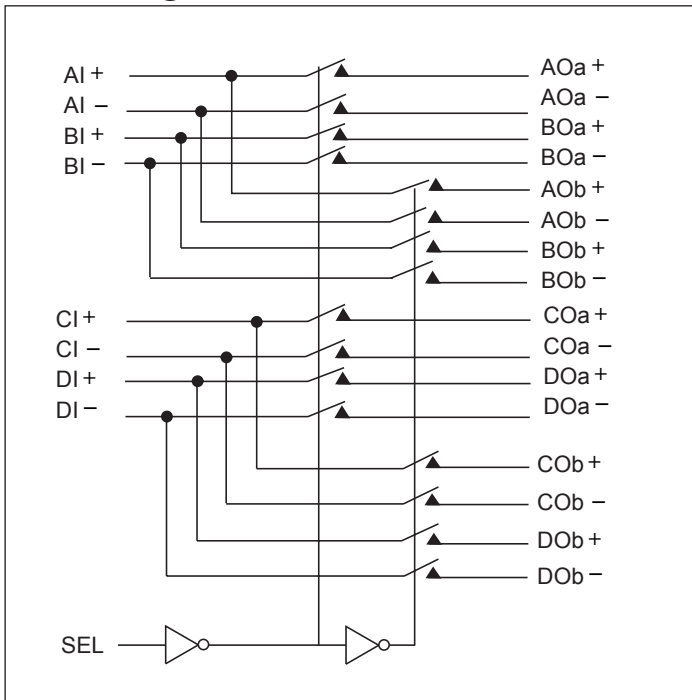 AI +
AI −
BI +
BI −
AOa +
AOa −
BOa +
BOa −
AOb +
AOb −
BOb +
BOb −
CI +
CI −
DI +
DI −
COa +
COa −
DOa +
DOa −
COb +
COb −
DOb +
DOb −
SEL